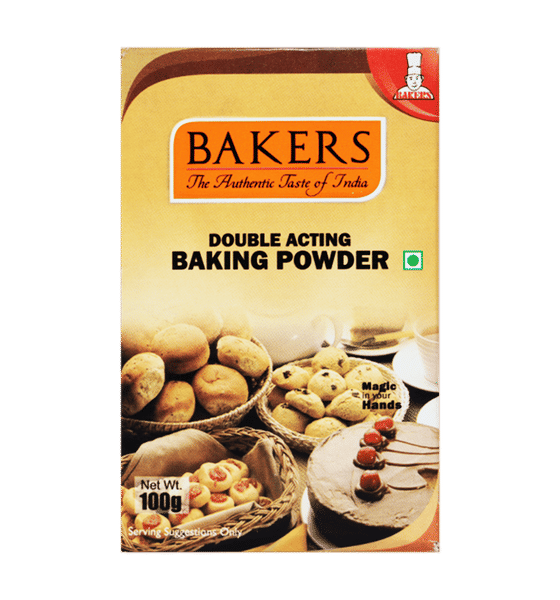 BAKERS
BAKERS
The Authentic Taste of India
DOUBLE ACTING
BAKING POWDER
Magic
in your
Hands
Net Wt.
100g
Serving Suggestions Only